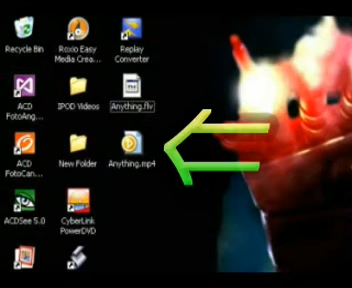 Recycle Bin
Roxio Easy
Media Crea...
Replay
Converter
ACD
FotoAng...
IPOD Videos
Anything.flv
ACD
FotoCan...
New Folder
Anything.mp4
ACDSee 5.0
CyberLink
PowerDVD